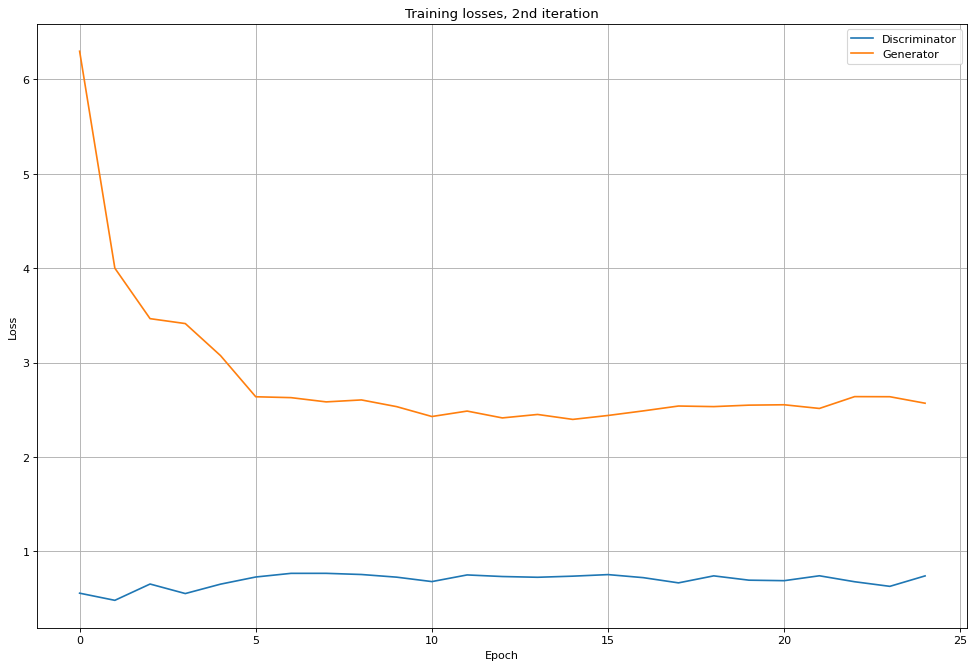 Training losses, 2nd iteration
Discriminator
Generator
Loss
6
5
4
3
2
1
0
5
10
15
20
25
Epoch